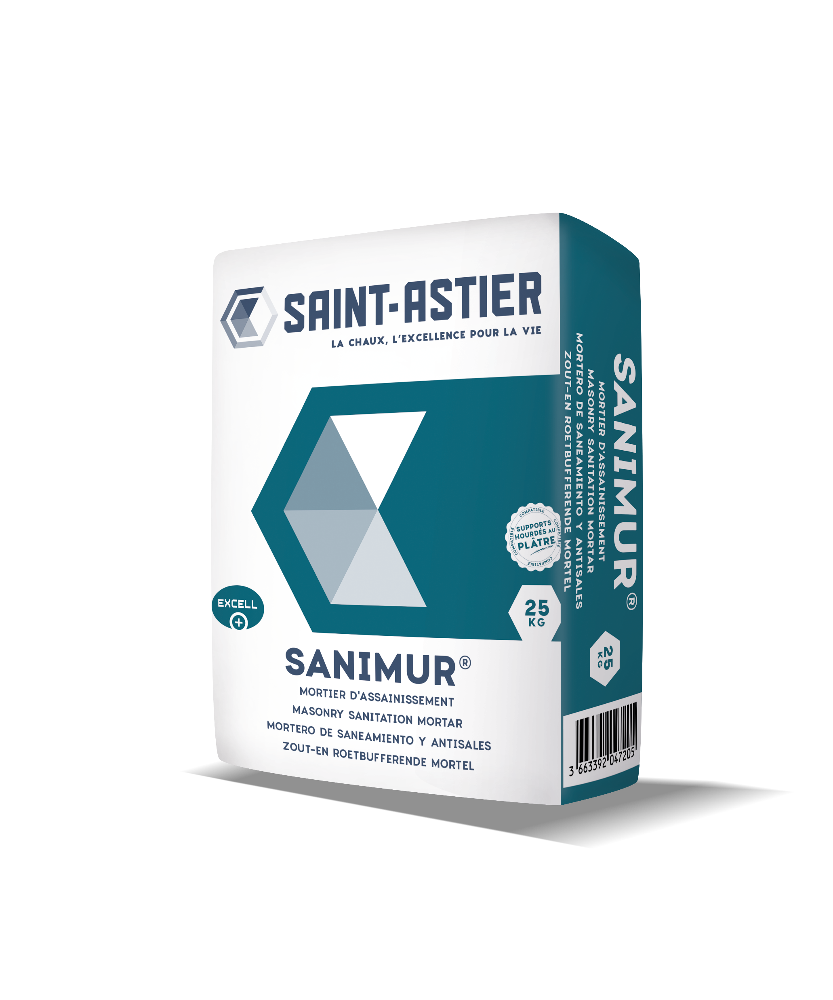 SAINT-ASTIER
LA CHAUX, L'EXCELLENCE POUR LA VIE
COMPATIBLE
COMPATIBLE
COMPATIBLE
COMPATIBLE
SUPPORTS
HOURDÉS AU
PLÂTRE
EXCELL
+
25
KG
SANIMUR®
MORTIER D'ASSAINISSEMENT
MASONRY SANITATION MORTAR
MORTERO DE SANEAMIENTO Y ANTISALES
ZOUT-EN ROETBUFFERENDE MORTEL
SANIMUR®
MORTIER D'ASSAINISSEMENT
MASONRY SANITATION MORTAR
MORTERO DE SANEAMIENTO Y ANTISALES
ZOUT-EN ROETBUFFERENDE MORTEL
25
KG
3 663392 047205